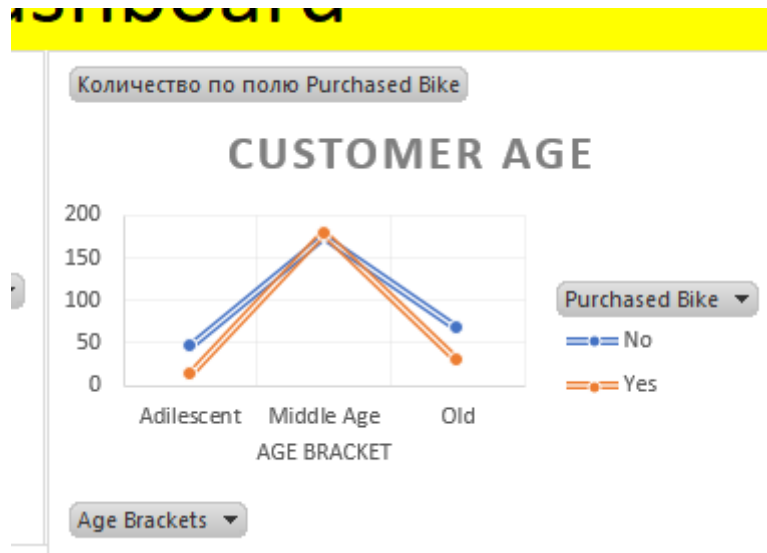 Количество по полю Purchased Bike
CUSTOMER AGE
200
150
100
50
0
Adilescent Middle Age Old
AGE BRACKET
Purchased Bike
No
Yes
Age Brackets